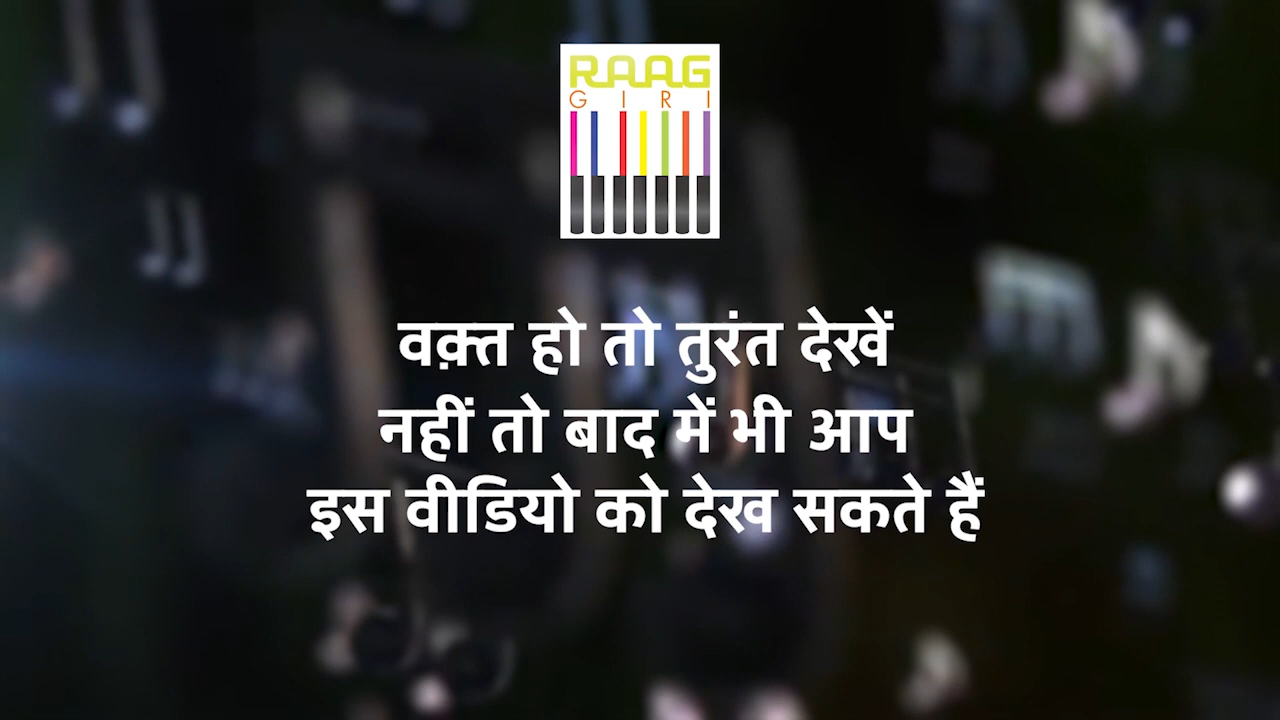 RAAG
GIRI
वक़्त हो तो तुरंत देखें
नहीं तो बाद में भी आप
इस वीडियो को देख सकते हैं